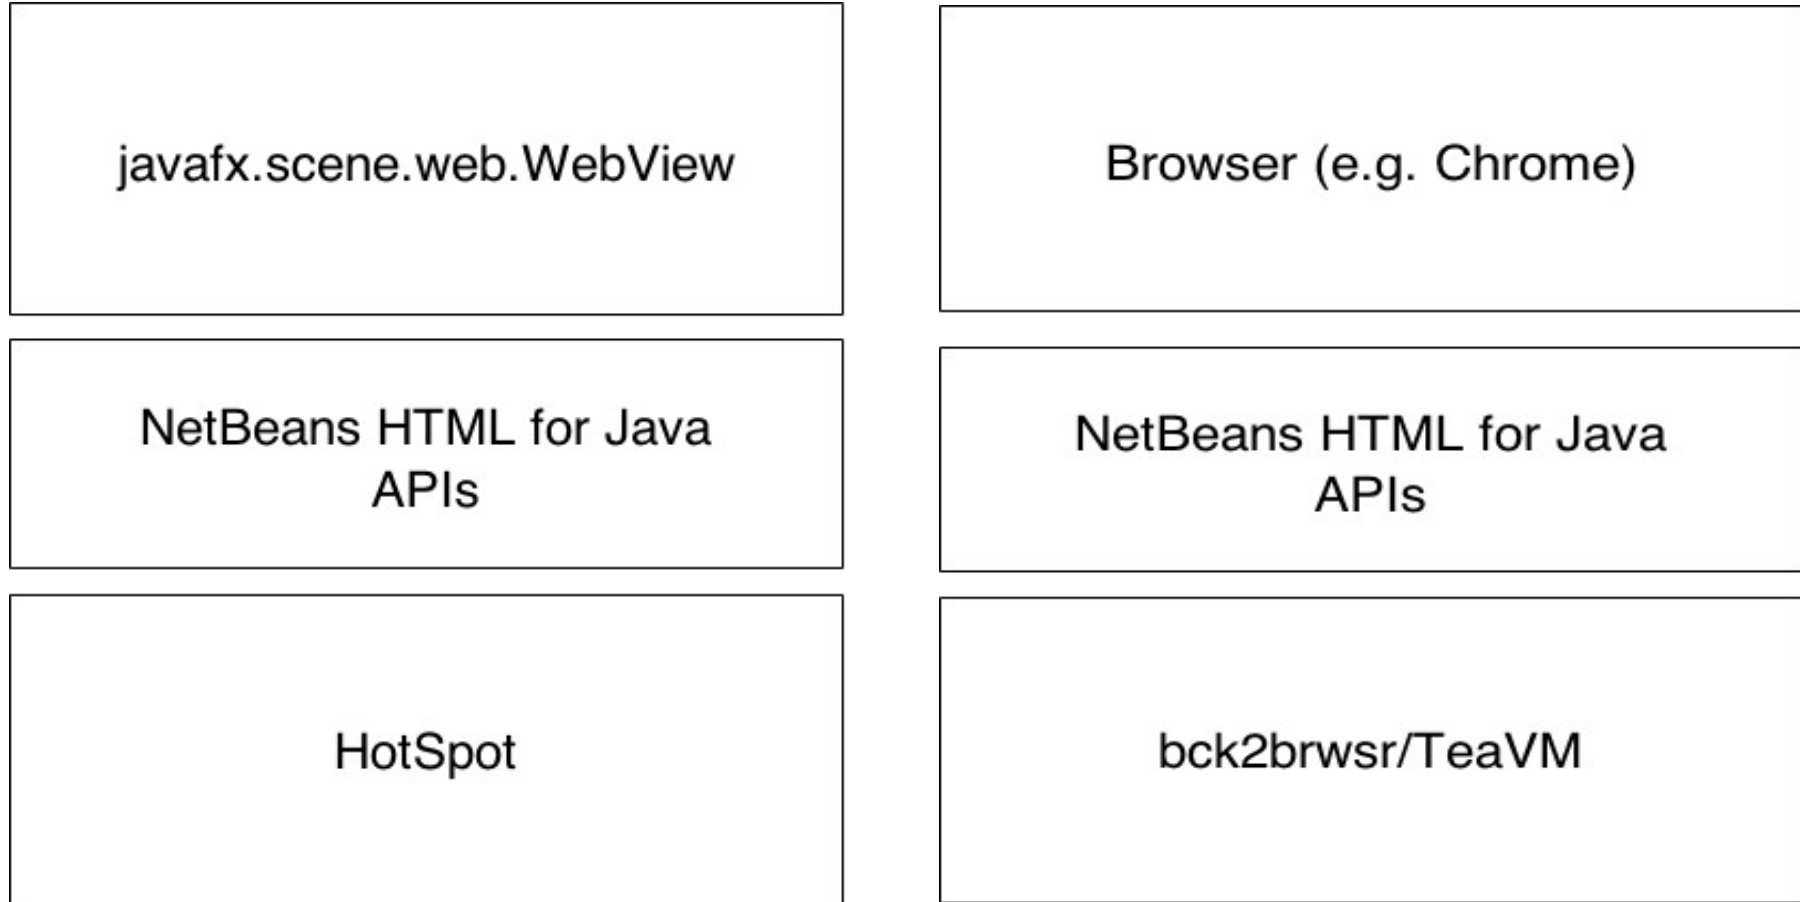 javafx.scene.web.WebView
Browser (e.g. Chrome)
NetBeans HTML for Java
APIs
NetBeans HTML for Java
APIs
HotSpot
bck2brwsr/TeaVM